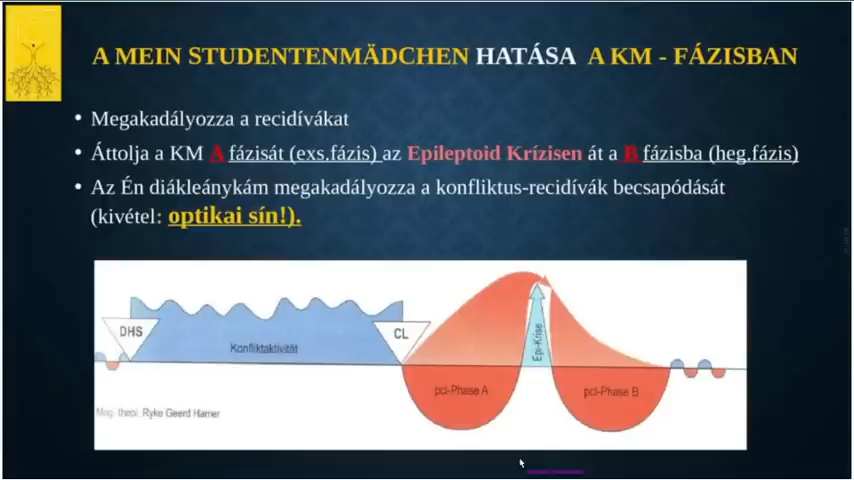 A MEIN STUDENTENMÄDCHEN HATÁSA A KM - FÁZISBAN
• Megakadályozza a recidívákat
• Áttolja a KM A fázisát (exs.fázis) az Epileptoid Krízisen át a B fázisba (heg.fázis)
• Az Én diákleánykám megakadályozza a konfliktus-recidívák becsapódását
(kivétel: optikai sín!).
DHS
CL
Konfliktaktivität
Epi-Krise
pcl-Phase A
pcl-Phase B
Mag. theol. Ryke Geerd Hamer